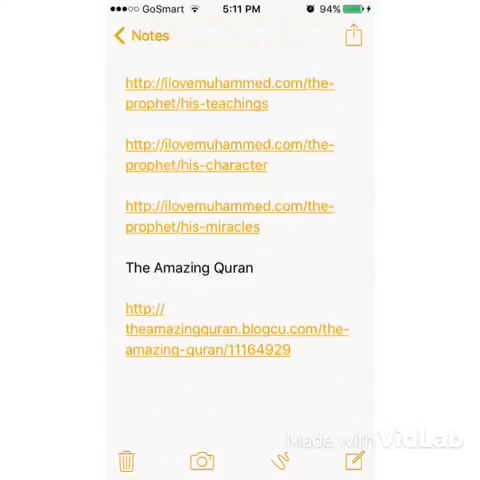 GoSmart 5:11 PM 94%
Notes
http://ilovemuhammed.com/the-
prophet/his-teachings
http://ilovemuhammed.com/the-
prophet/his-character
http://ilovemuhammed.com/the-
prophet/his-miracles
The Amazing Quran
http://
theamazingquran.blogcu.com/the-
amazing-quran/11164929
Made with VidLab